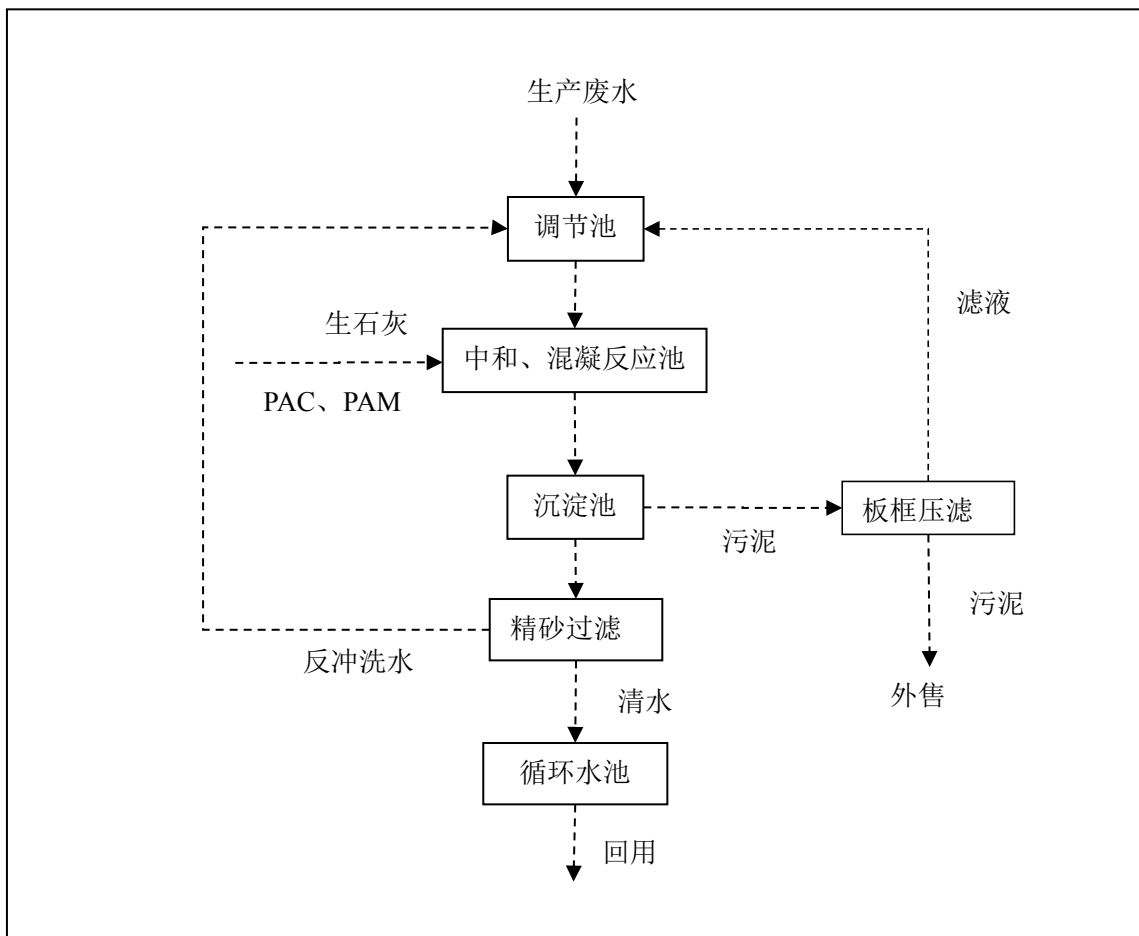 生产废水
调节池
滤液
生石灰
中和、混凝反应池
PAC、PAM
沉淀池
板框压滤
污泥
污泥
精砂过滤
反冲洗水
清水
外售
循环水池
回用